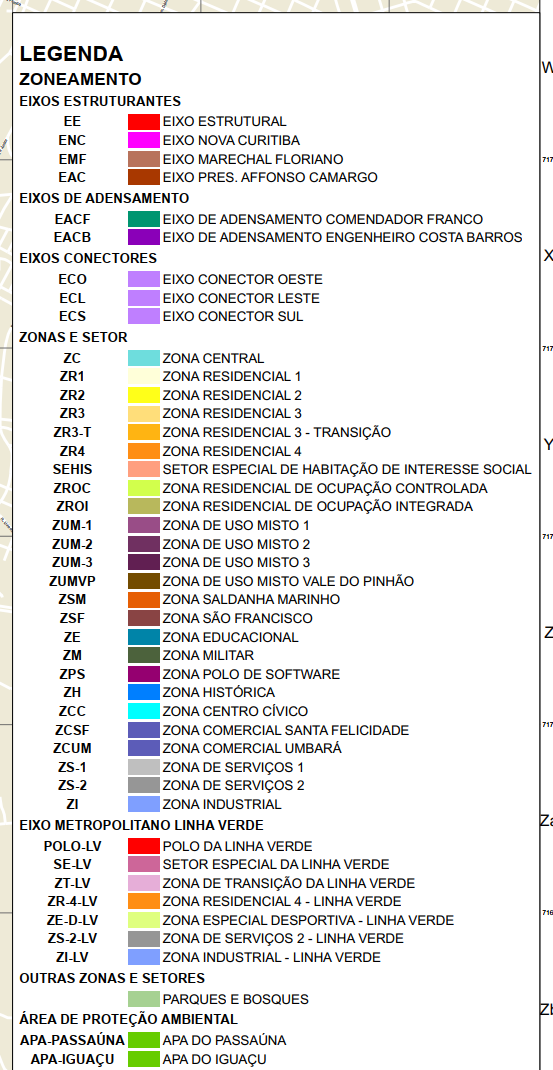 LEGENDA
ZONEAMENTO
EIXOS ESTRUTURANTES
EE EIXO ESTRUTURAL
ENC EIXO NOVA CURITIBA
EMF EIXO MARECHAL FLORIANO
EAC EIXO PRES. AFFONSO CAMARGO
EIXOS DE ADENSAMENTO
EACF EIXO DE ADENSAMENTO COMENDADOR FRANCO
EACB EIXO DE ADENSAMENTO ENGENHEIRO COSTA BARROS
EIXOS CONECTORES
ECO EIXO CONECTOR OESTE
ECL EIXO CONECTOR LESTE
ECS EIXO CONECTOR SUL
ZONAS E SETOR
ZC ZONA CENTRAL
ZR1 ZONA RESIDENCIAL 1
ZR2 ZONA RESIDENCIAL 2
ZR3 ZONA RESIDENCIAL 3
ZR3-T ZONA RESIDENCIAL 3 - TRANSIÇÃO
ZR4 ZONA RESIDENCIAL 4
SEHIS SETOR ESPECIAL DE HABITAÇÃO DE INTERESSE SOCIAL
ZROC ZONA RESIDENCIAL DE OCUPAÇÃO CONTROLADA
ZROI ZONA RESIDENCIAL DE OCUPAÇÃO INTEGRADA
ZUM-1 ZONA DE USO MISTO 1
ZUM-2 ZONA DE USO MISTO 2
ZUM-3 ZONA DE USO MISTO 3
ZUMVP ZONA DE USO MISTO VALE DO PINHÃO
ZSM ZONA SALDANHA MARINHO
ZSF ZONA SÃO FRANCISCO
ZE ZONA EDUCACIONAL
ZM ZONA MILITAR
ZPS ZONA POLO DE SOFTWARE
ZH ZONA HISTÓRICA
ZCC ZONA CENTRO CÍVICO
ZCSF ZONA COMERCIAL SANTA FELICIDADE
ZCUM ZONA COMERCIAL UMBARÁ
ZS-1 ZONA DE SERVIÇOS 1
ZS-2 ZONA DE SERVIÇOS 2
ZI ZONA INDUSTRIAL
EIXO METROPOLITANO LINHA VERDE
POLO-LV POLO DA LINHA VERDE
SE-LV SETOR ESPECIAL DA LINHA VERDE
ZT-LV ZONA DE TRANSIÇÃO DA LINHA VERDE
ZR-4-LV ZONA RESIDENCIAL 4 - LINHA VERDE
ZE-D-LV ZONA ESPECIAL DESPORTIVA - LINHA VERDE
ZS-2-LV ZONA DE SERVIÇOS 2 - LINHA VERDE
ZI-LV ZONA INDUSTRIAL - LINHA VERDE
OUTRAS ZONAS E SETORES
PARQUES E BOSQUES
ÁREA DE PROTEÇÃO AMBIENTAL
APA-PASSAÚNA APA DO PASSAÚNA
APA-IGUAÇU APA DO IGUAÇU
W
717
X
717
Y
717
Z
717
Za
716
Zb